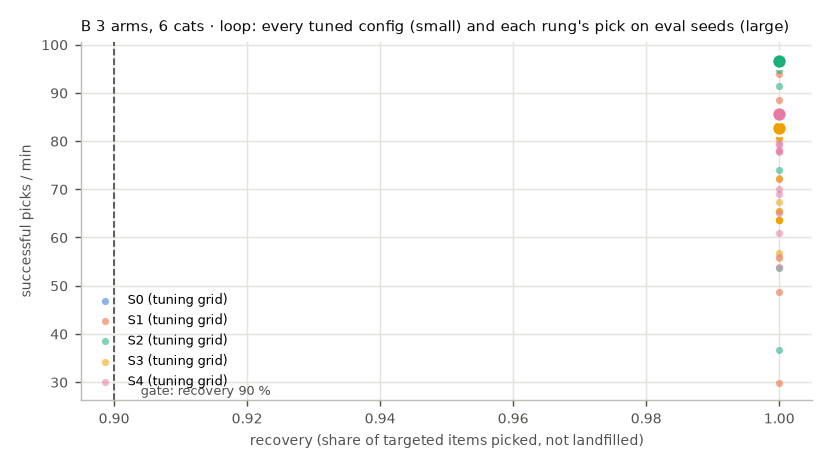 B 3 arms, 6 cats · loop: every tuned config (small) and each rung's pick on eval seeds (large)
successful picks / min
100
90
80
70
60
50
40
30
S0 (tuning grid)
S1 (tuning grid)
S2 (tuning grid)
S3 (tuning grid)
S4 (tuning grid)
gate: recovery 90 %
0.90
0.92
0.94
0.96
0.98
1.00
recovery (share of targeted items picked, not landfilled)